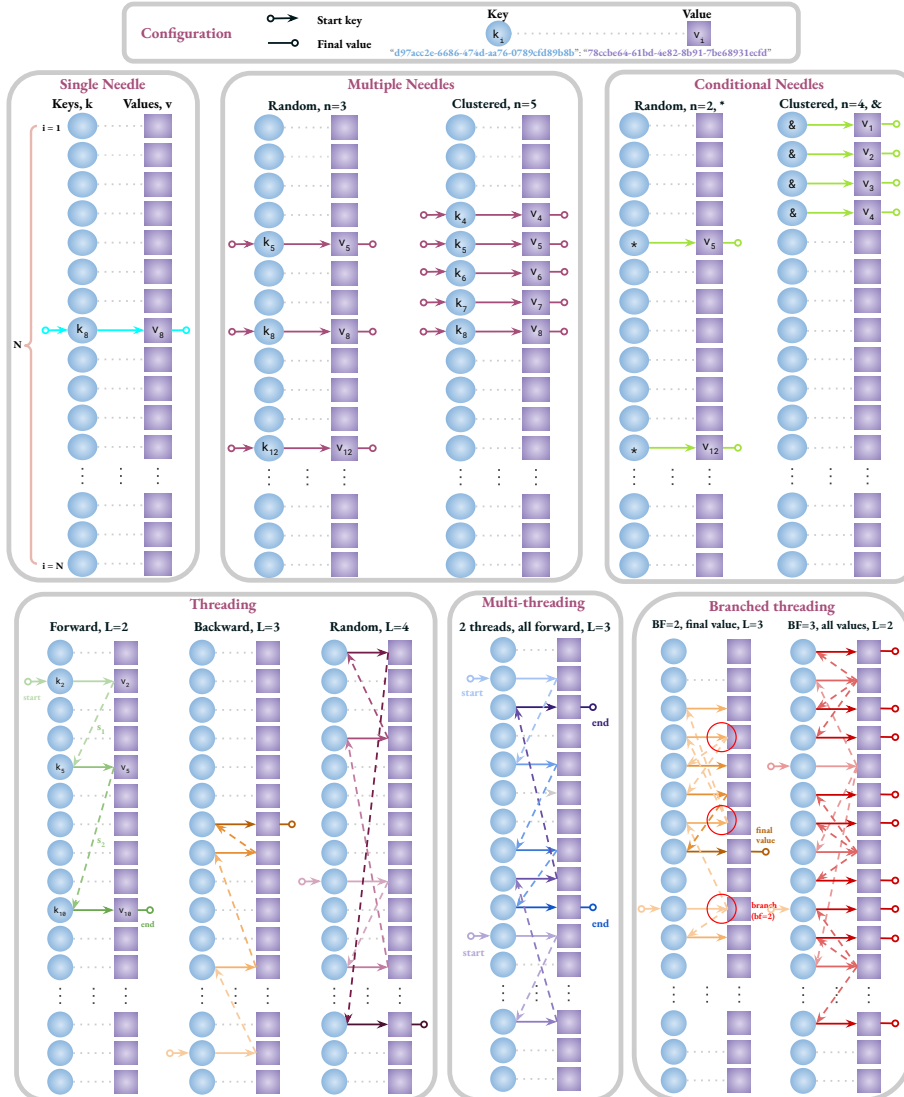 Configuration
Start key
Final value
Key
Value
k i
v i
"d97acc2e-6686-474d-aa76-0789cfd89b8b": "78ccbe64-61bd-4e82-8b91-7be68931ecfd"
Single Needle
Keys, k Values, v
i = 1
N
k8 v8
i = N
Multiple Needles
Random, n=3
k5 v5
k8 v8
k12 v12
Clustered, n=5
k4 v4
k5 v5
k6 v6
k7 v7
k8 v8
Conditional Needles
Random, n=2, *
* v5
* v12
Clustered, n=4, &
& v1
& v2
& v3
& v4
Threading
Forward, L=2
k2 v2
start
s1
k5 v5
s2
k10 v10
end
Backward, L=3
Random, L=4
Multi-threading
2 threads, all forward, L=3
start
end
end
start
Branched threading
BF=2, final value, L=3
final
value
branch
(bf=2)
BF=3, all values, L=2